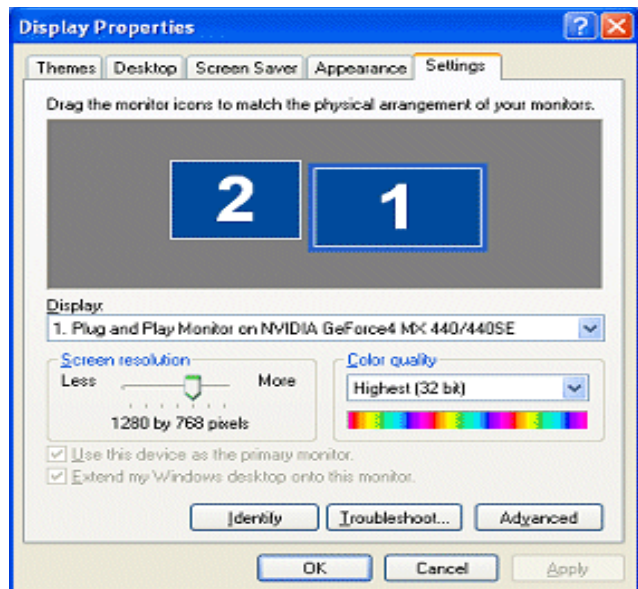 Display Properties
Themes Desktop Screen Saver Appearance Settings
Drag the monitor icons to match the physical arrangement of your monitors.
2 1
Display:
1. Plug and Play Monitor on NVIDIA GeForce4 MX 440/440SE
Screen resolution Color quality
Less More Highest (32 bit)
1280 by 768 pixels
Use this device as the primary monitor.
Extend my Windows desktop onto this monitor.
Identify Troubleshoot... Advanced
OK Cancel Apply